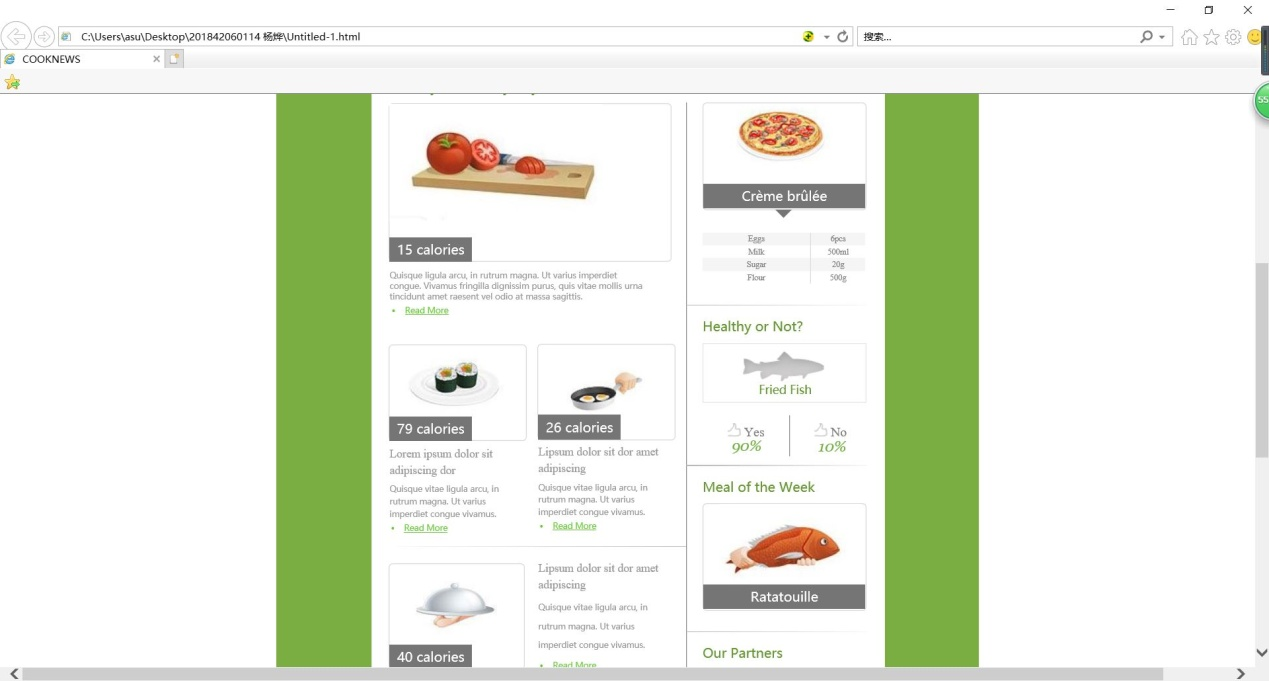 C:\Users\asu\Desktop\201842060114 杨烨\Untitled-1.html
搜索...
COOKNEWS
55
15 calories
Quisque ligula arcu, in rutrum magna. Ut varius imperdiet
congue. Vivamus fringilla dignissim purus, quis vitae mollis urna
tincidunt amet raesent vel odio at massa sagittis.
• Read More
79 calories
Lorem ipsum dolor sit
adipiscing dor
Quisque vitae ligula arcu, in
rutrum magna. Ut varius
imperdiet congue vivamus.
• Read More
26 calories
Lipsum dolor sit dor amet
adipiscing
Quisque vitae ligula arcu, in
rutrum magna. Ut varius
imperdiet congue vivamus.
• Read More
40 calories
Lipsum dolor sit dor amet
adipiscing
Quisque vitae ligula arcu, in
rutrum magna. Ut varius
imperdiet congue vivamus.
• Read More
Crème brûlée
Eggs 6pcs
Milk 500ml
Sugar 20g
Flour 500g
Healthy or Not?
Fried Fish
Yes No
90% 10%
Meal of the Week
Ratatouille
Our Partners